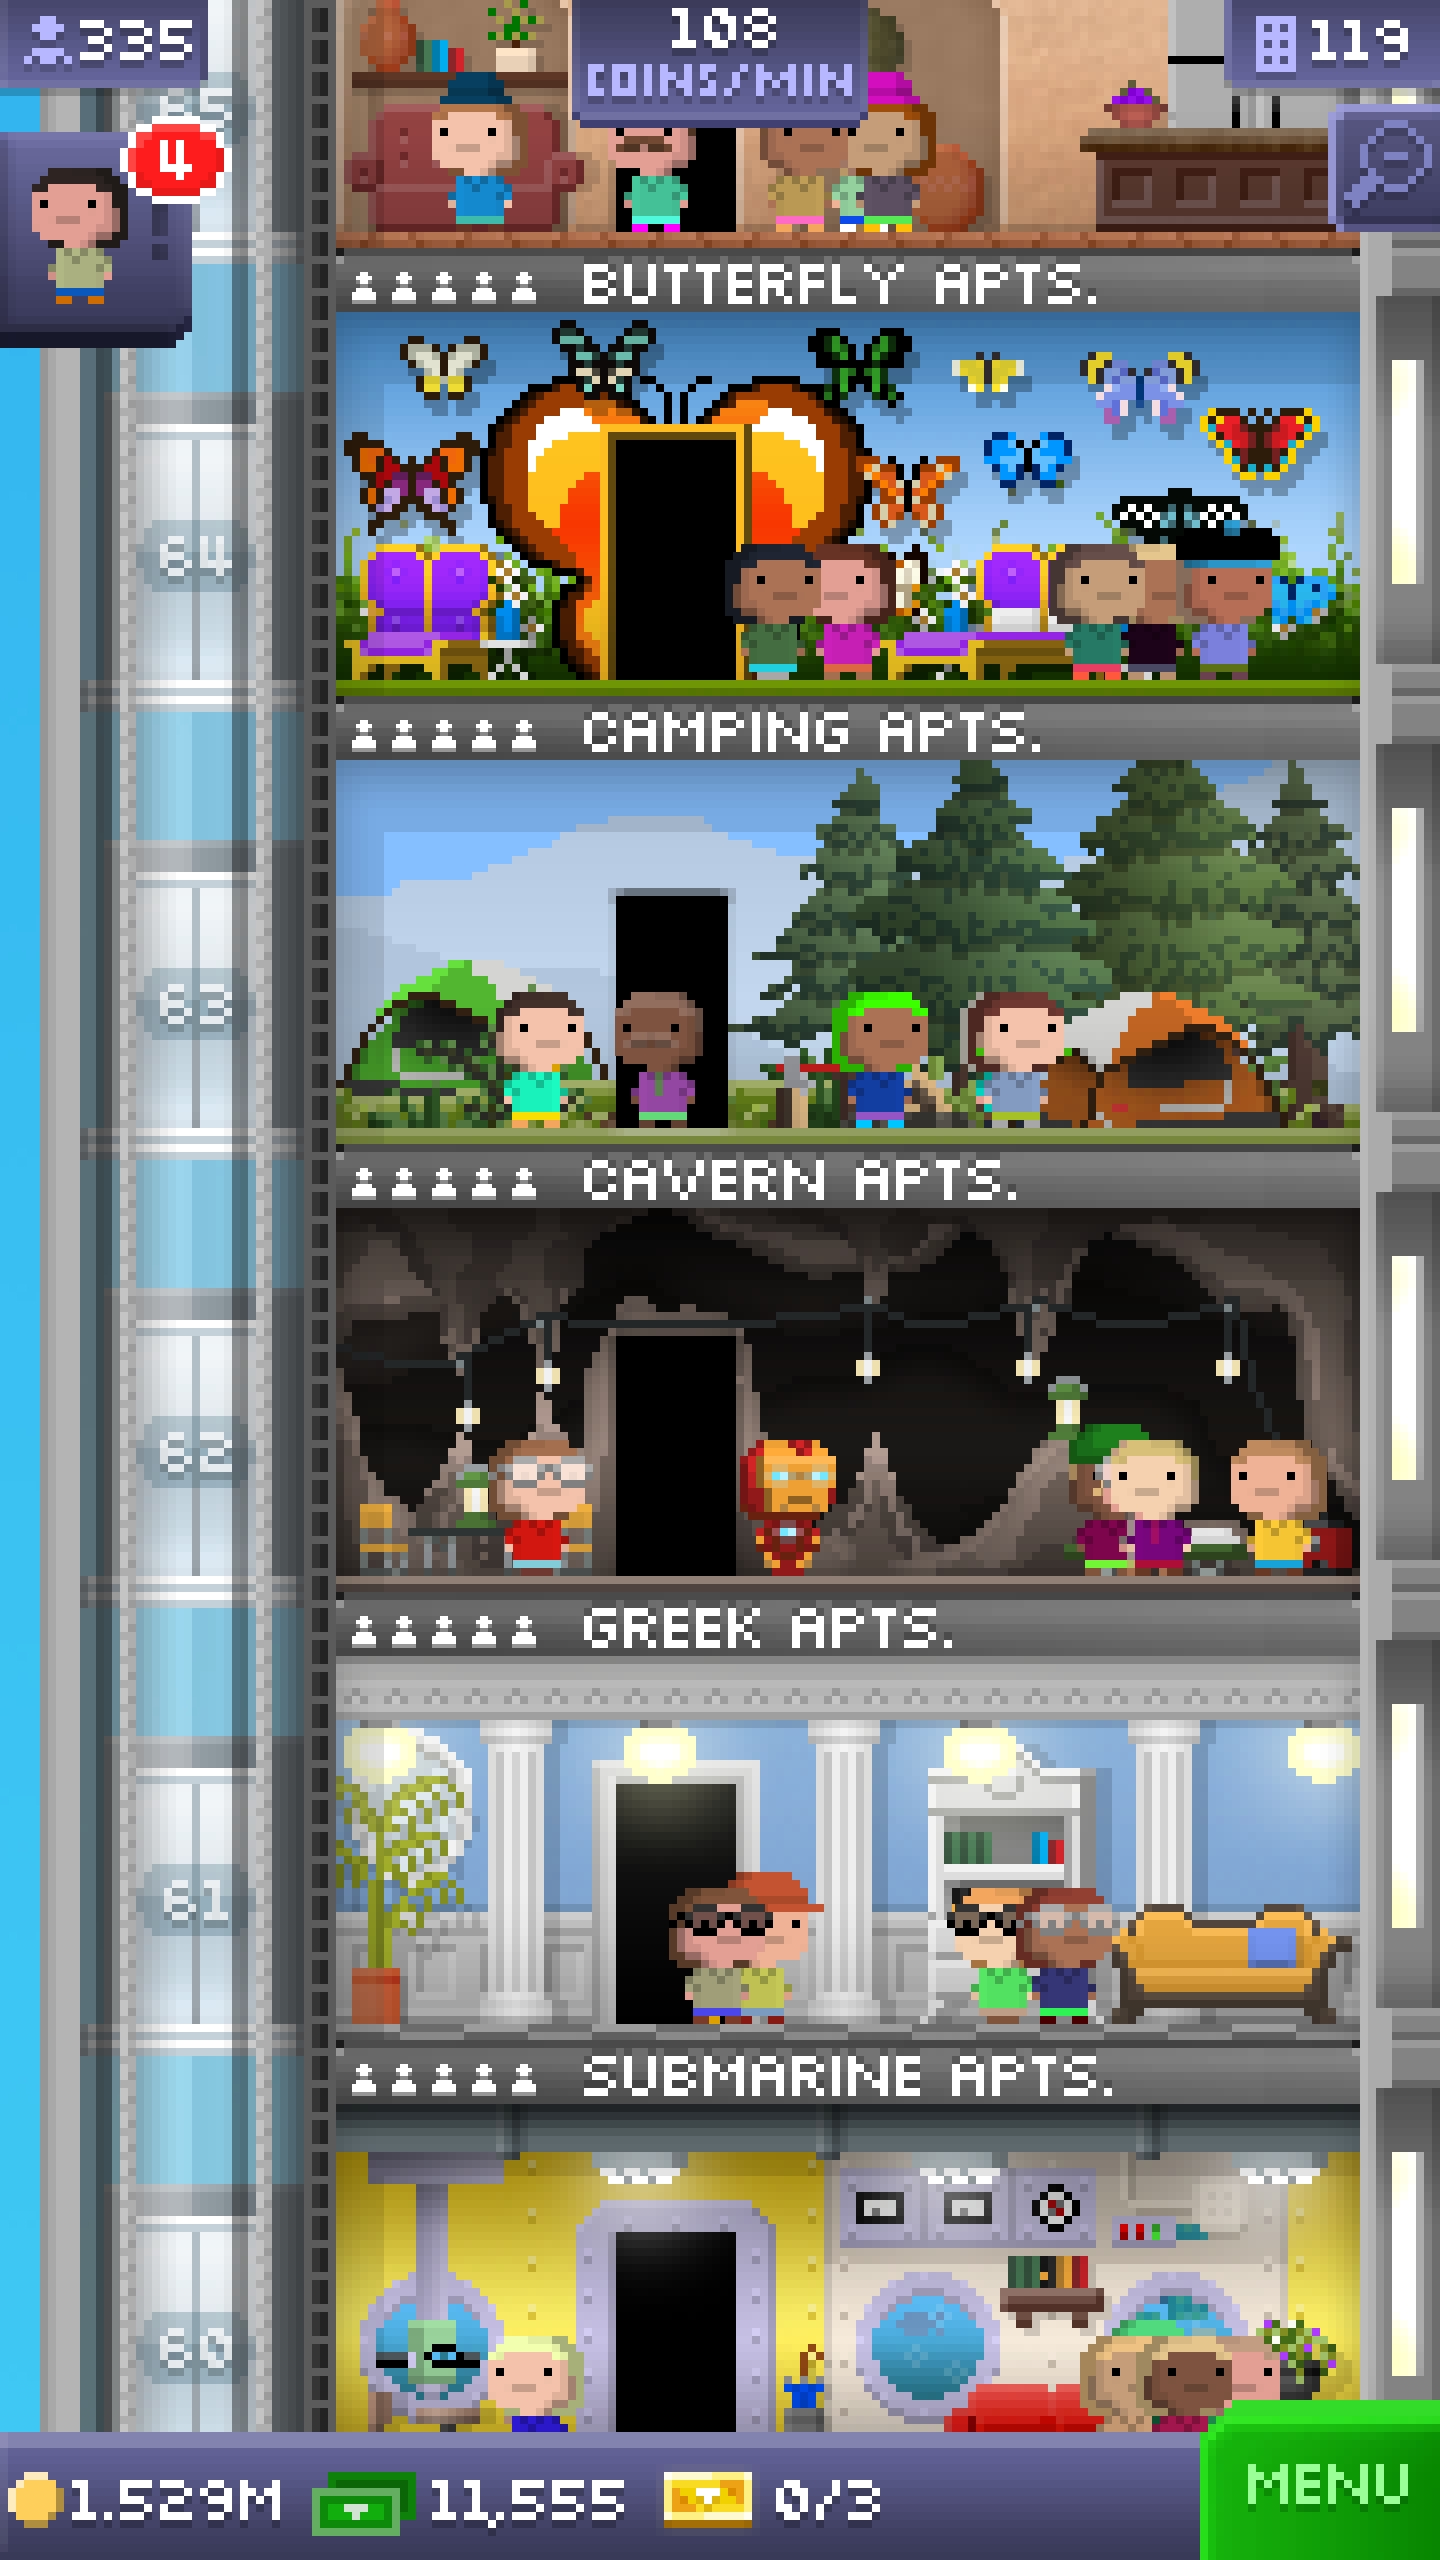 335
108
COINS/MIN
119
4
65
BUTTERFLY APTS.
64
CAMPING APTS.
63
CAVERN APTS.
62
GREEK APTS.
61
SUBMARINE APTS.
60
1.529M
11,555
0/3
MENU